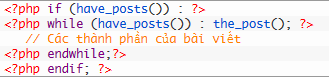 <?php if (have_posts()) : ?>
<?php while (have_posts()) : the_post(); ?>
// Các thành phần của bài viết
<?php endwhile;?>
<?php endif; ?>